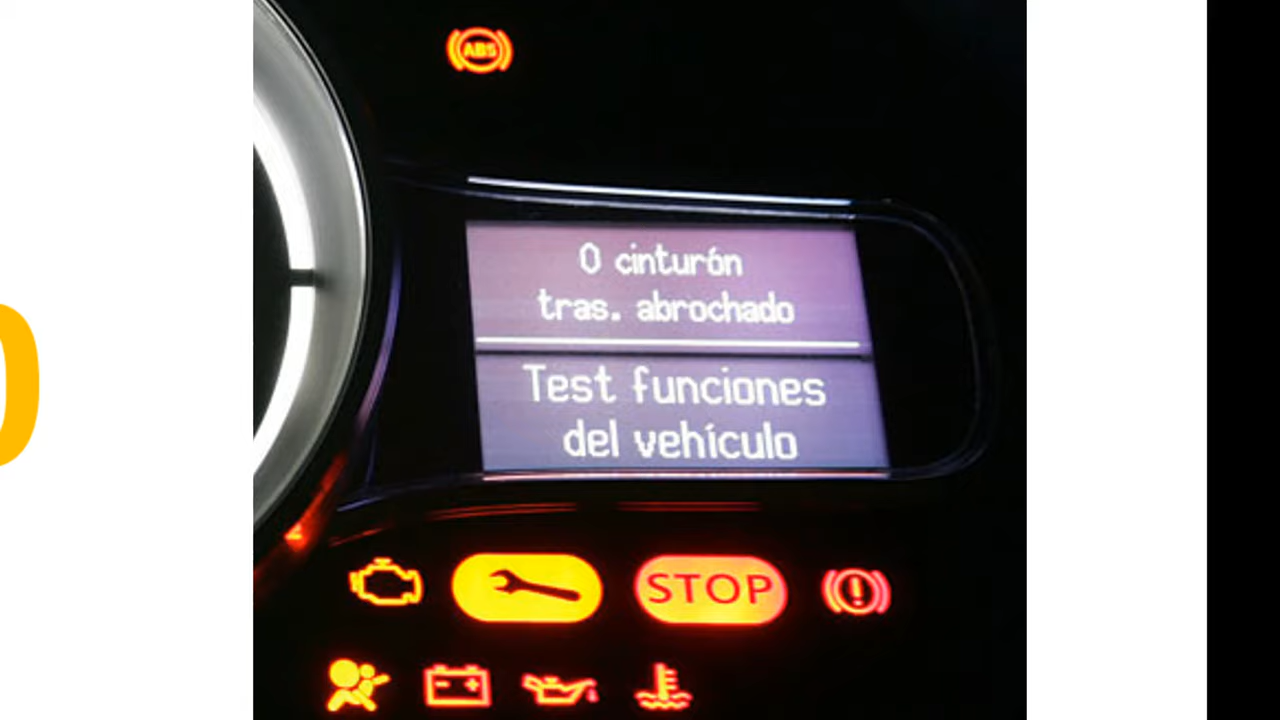 ABS
0 cinturón
tras. abrochado
Test funciones
del vehículo
STOP